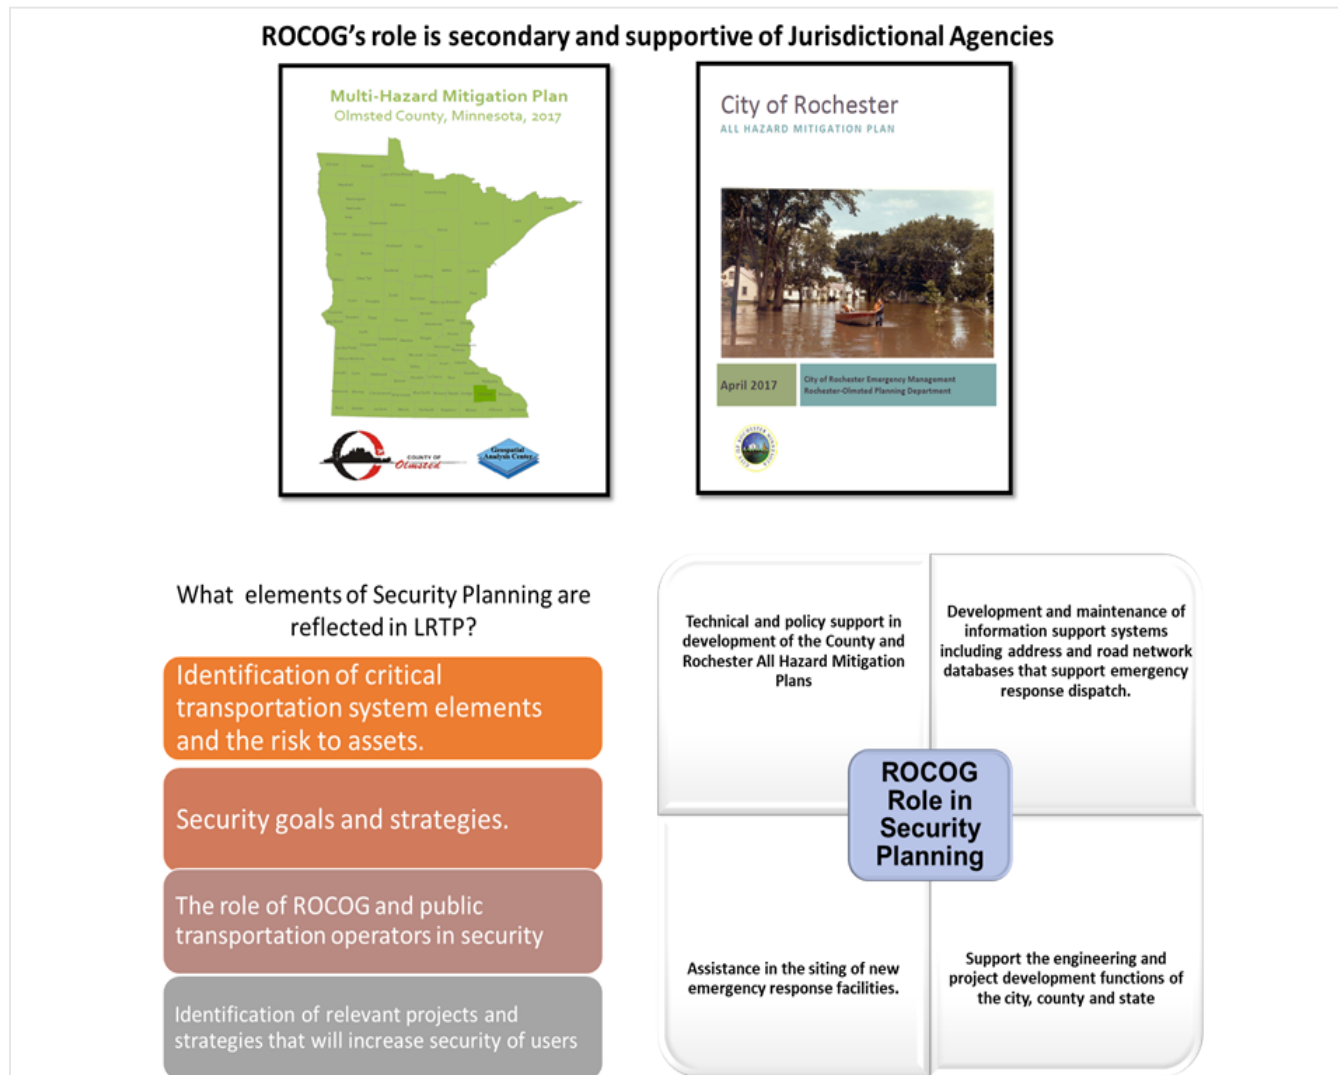 ROCOG's role is secondary and supportive of Jurisdictional Agencies
Multi-Hazard Mitigation Plan
Olmsted County, Minnesota, 2017
COUNTY OF
Olmsted
Geospatial
Analysis Center
City of Rochester
ALL HAZARD MITIGATION PLAN
April 2017
City of Rochester Emergency Management
Rochester-Olmsted Planning Department
What elements of Security Planning are
reflected in LRTP?
Identification of critical
transportation system elements
and the risk to assets.
Security goals and strategies.
The role of ROCOG and public
transportation operators in security
Identification of relevant projects and
strategies that will increase security of users
Technical and policy support in
development of the County and
Rochester All Hazard Mitigation
Plans
Development and maintenance of
information support systems
including address and road network
databases that support emergency
response dispatch.
ROCOG
Role in
Security
Planning
Assistance in the siting of new
emergency response facilities.
Support the engineering and
project development functions of
the city, county and state